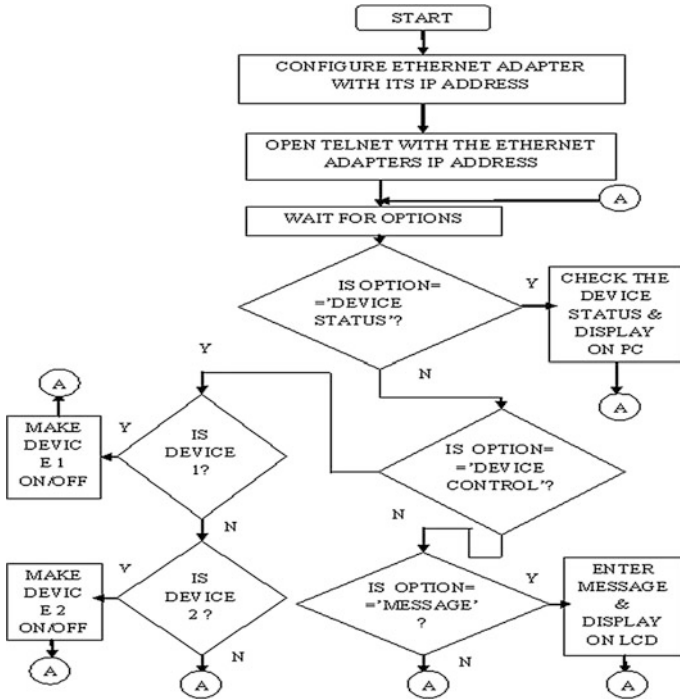 START
CONFIGURE ETHERNET ADAPTER
WITH ITS IP ADDRESS
OPEN TELNET WITH THE ETHERNET
ADAPTERS IP ADDRESS
A
WAIT FOR OPTIONS
IS OPTION=
='DEVICE
STATUS'?
Y
CHECK THE
DEVICE
STATUS &
DISPLAY
ON PC
N
A
Y
A
MAKE
DEVIC
E 1
ON/OFF
Y
IS
DEVICE
1?
IS OPTION=
='DEVICE
CONTROL'?
N
N
MAKE
DEVIC
E 2
ON/OFF
Y
IS
DEVICE
2 ?
IS OPTION=
='MESSAGE'
?
Y
ENTER
MESSAGE
&
DISPLAY
ON LCD
N
N
A
A
A
A